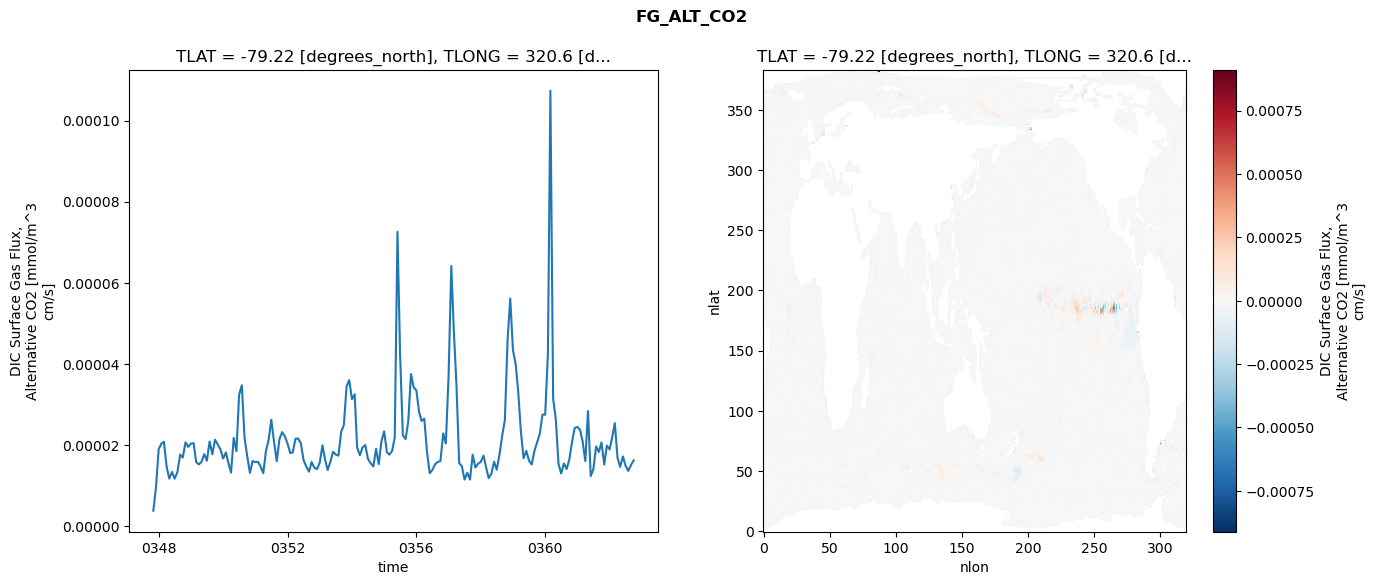 FG_ALT_CO2
TLAT = -79.22 [degrees_north], TLONG = 320.6 [d...
DIC Surface Gas Flux,
Alternative CO2 [mmol/m^3
cm/s]
0.00010
0.00008
0.00006
0.00004
0.00002
0.00000
0348
0352
0356
0360
time
TLAT = -79.22 [degrees_north], TLONG = 320.6 [d...
nlat
350
300
250
200
150
100
50
0
0
50
100
150
200
250
300
nlon
0.00075
0.00050
0.00025
0.00000
−0.00025
−0.00050
−0.00075
DIC Surface Gas Flux,
Alternative CO2 [mmol/m^3
cm/s]